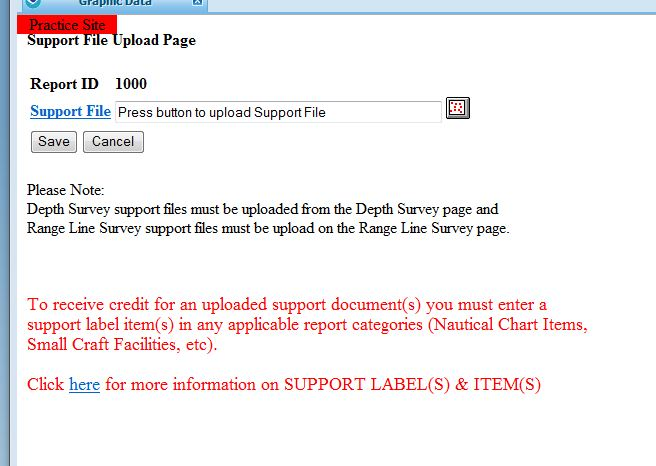 Graphic Data
Practice Site
Support File Upload Page
Report ID 1000
Support File Press button to upload Support File
Save Cancel
Please Note:
Depth Survey support files must be uploaded from the Depth Survey page and
Range Line Survey support files must be upload on the Range Line Survey page.
To receive credit for an uploaded support document(s) you must enter a
support label item(s) in any applicable report categories (Nautical Chart Items,
Small Craft Facilities, etc).
Click here for more information on SUPPORT LABEL(S) & ITEM(S)